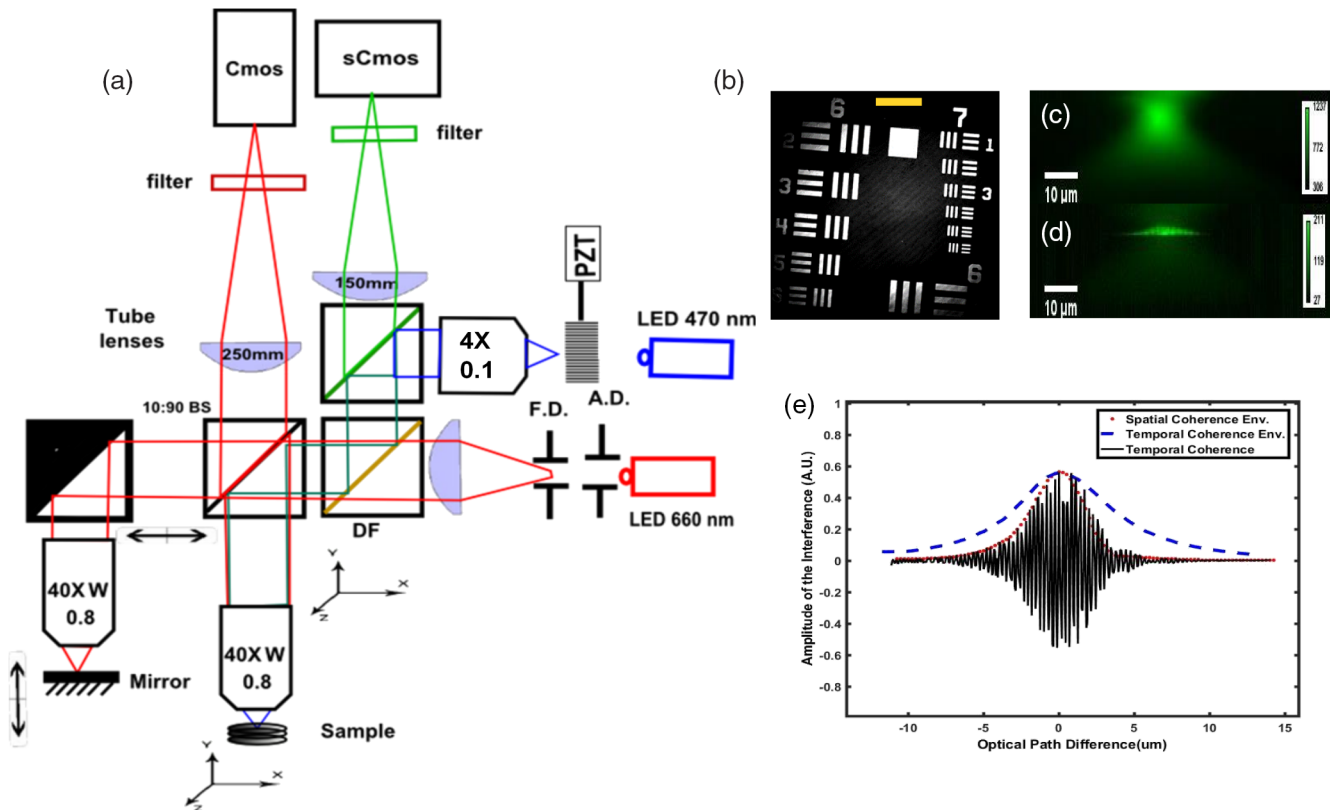 (a)
Cmos
sCmos
filter
filter
150mm
PZT
Tube
lenses
250mm
4X
0.1
LED 470 nm
10:90 BS
F.D.
A.D.
DF
LED 660 nm
40X W
0.8
Mirror
40X W
0.8
Sample
Y
X
Z
Y
X
Z
(b)
6
7
2
1
3
3
4
5
6
6
(c)
10 µm
1237
772
306
(d)
10 µm
211
119
27
(e)
Spatial Coherence Env.
Temporal Coherence Env.
Temporal Coherence
Amplitude of the Interference (A.U.)
1
0.8
0.6
0.4
0.2
0
-0.2
-0.4
-0.6
-0.8
-10
-5
0
5
10
15
Optical Path Difference(um)